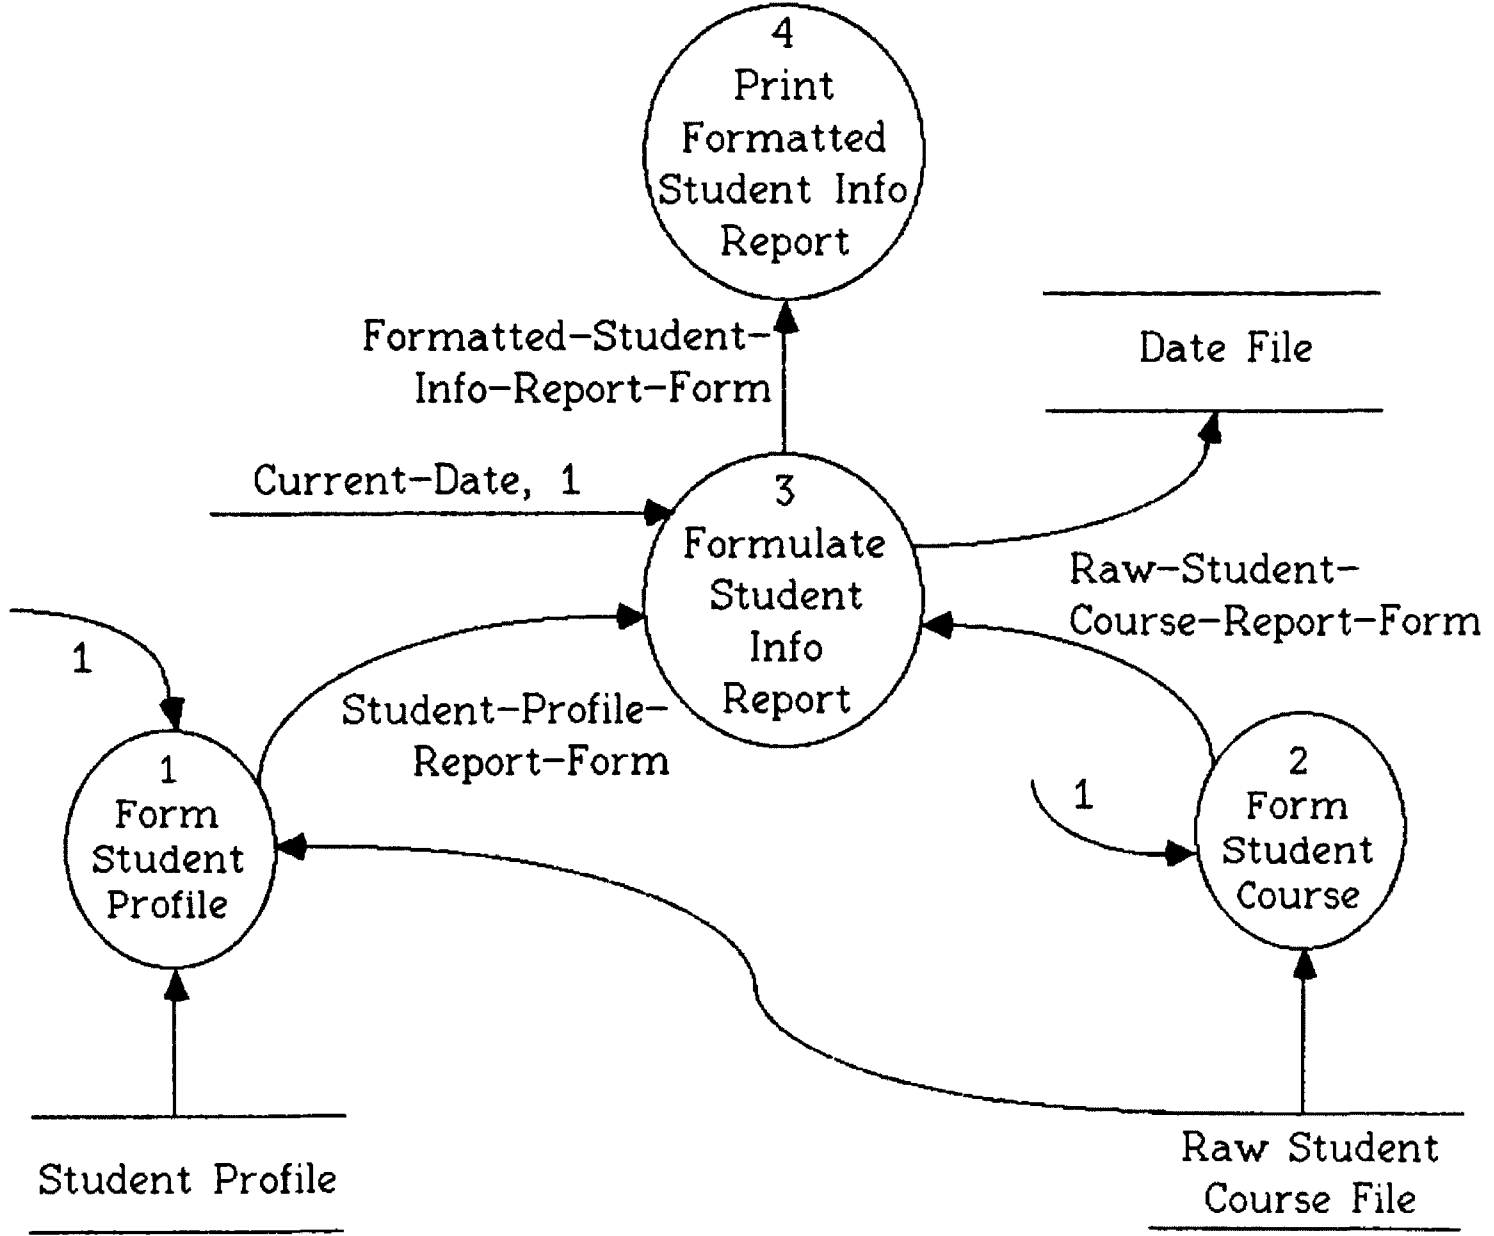 4
Print
Formatted
Student Info
Report
Formatted-Student-
Info-Report-Form
Date File
Current-Date, 1
3
Formulate
Student
Info
Report
Raw-Student-
Course-Report-Form
1
Student-Profile-
Report-Form
1
Form
Student
Profile
1
2
Form
Student
Course
Student Profile
Raw Student
Course File